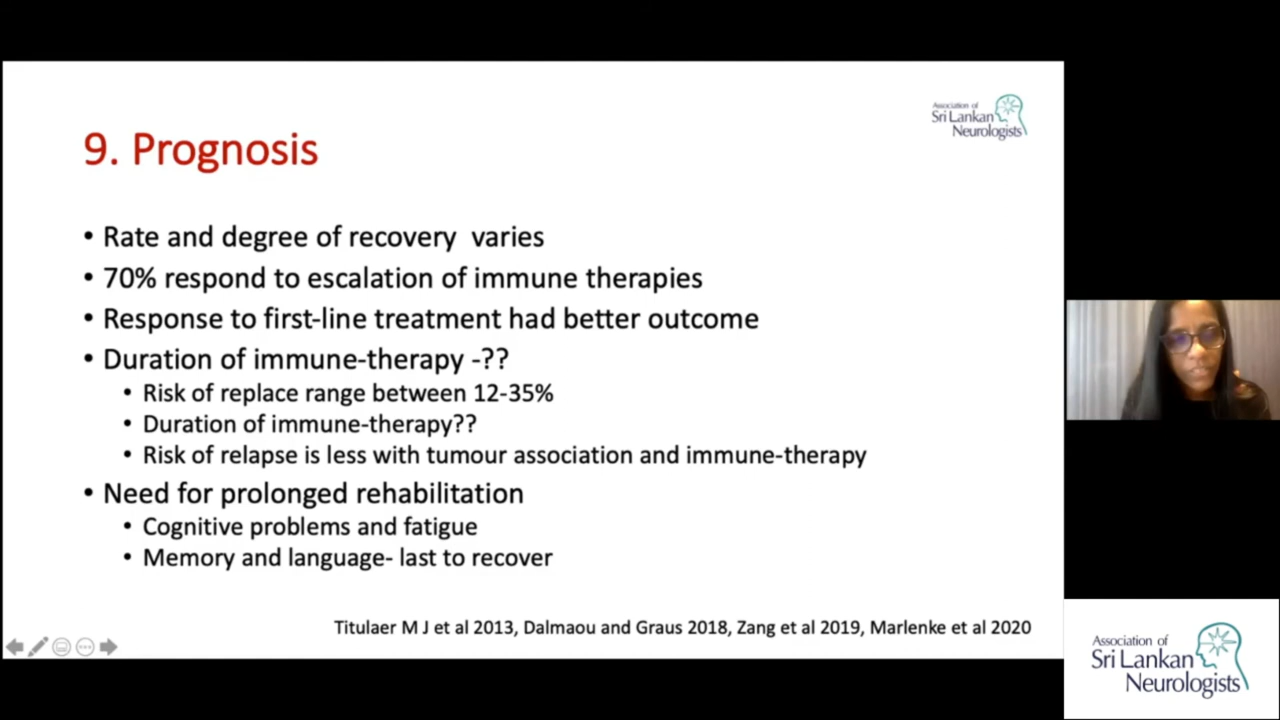 Association of
Sri Lankan
Neurologists
9. Prognosis
• Rate and degree of recovery varies
• 70% respond to escalation of immune therapies
• Response to first-line treatment had better outcome
• Duration of immune-therapy -??
• Risk of replace range between 12-35%
• Duration of immune-therapy??
• Risk of relapse is less with tumour association and immune-therapy
• Need for prolonged rehabilitation
• Cognitive problems and fatigue
• Memory and language- last to recover
Titulaer M J et al 2013, Dalmaou and Graus 2018, Zang et al 2019, Marlenke et al 2020
Association of
Sri Lankan
Neurologists